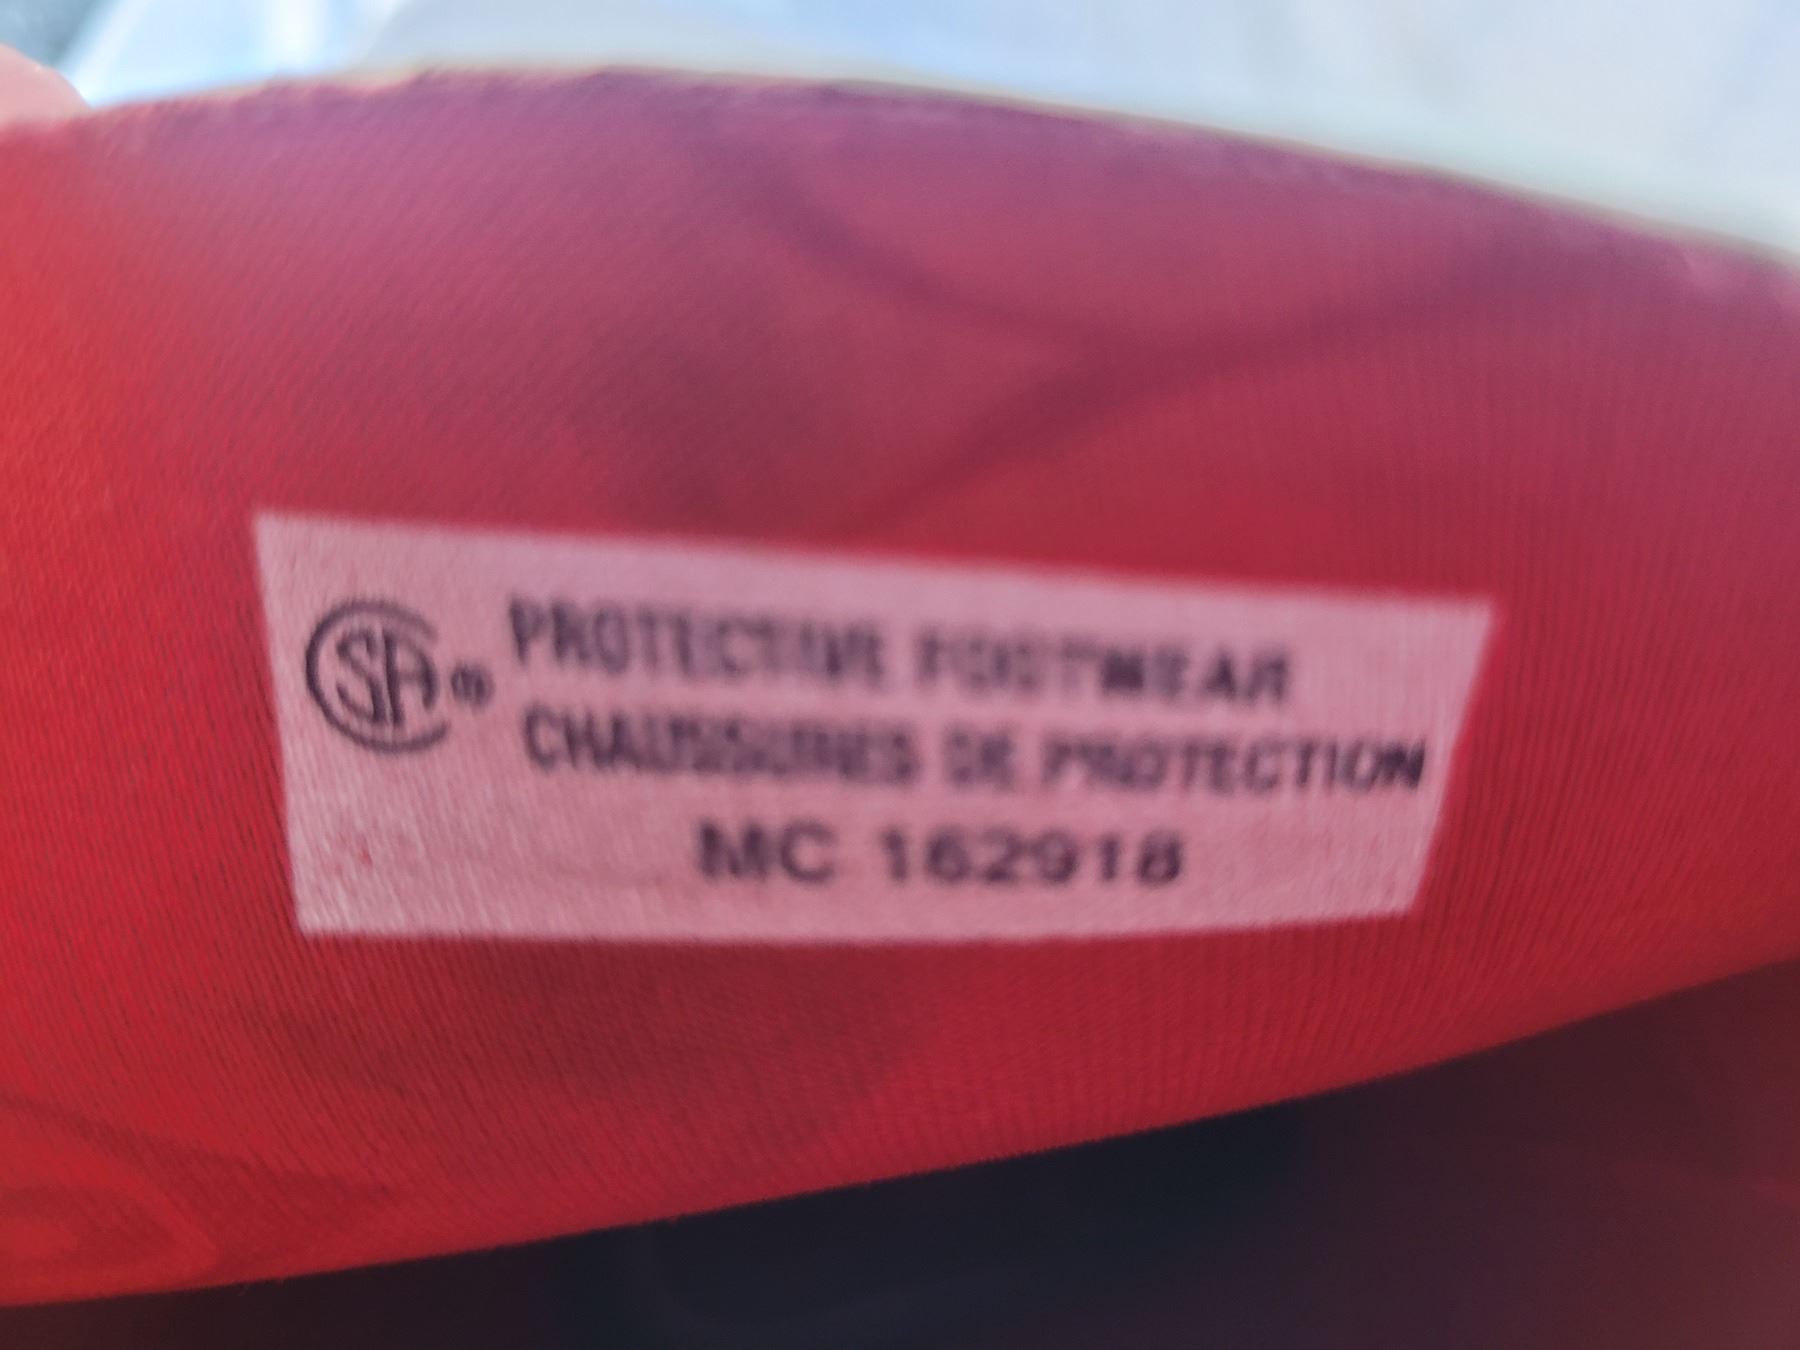 CSA® PROTECTIVE FOOTWEAR
CHAUSSURES DE PROTECTION
MC 162918